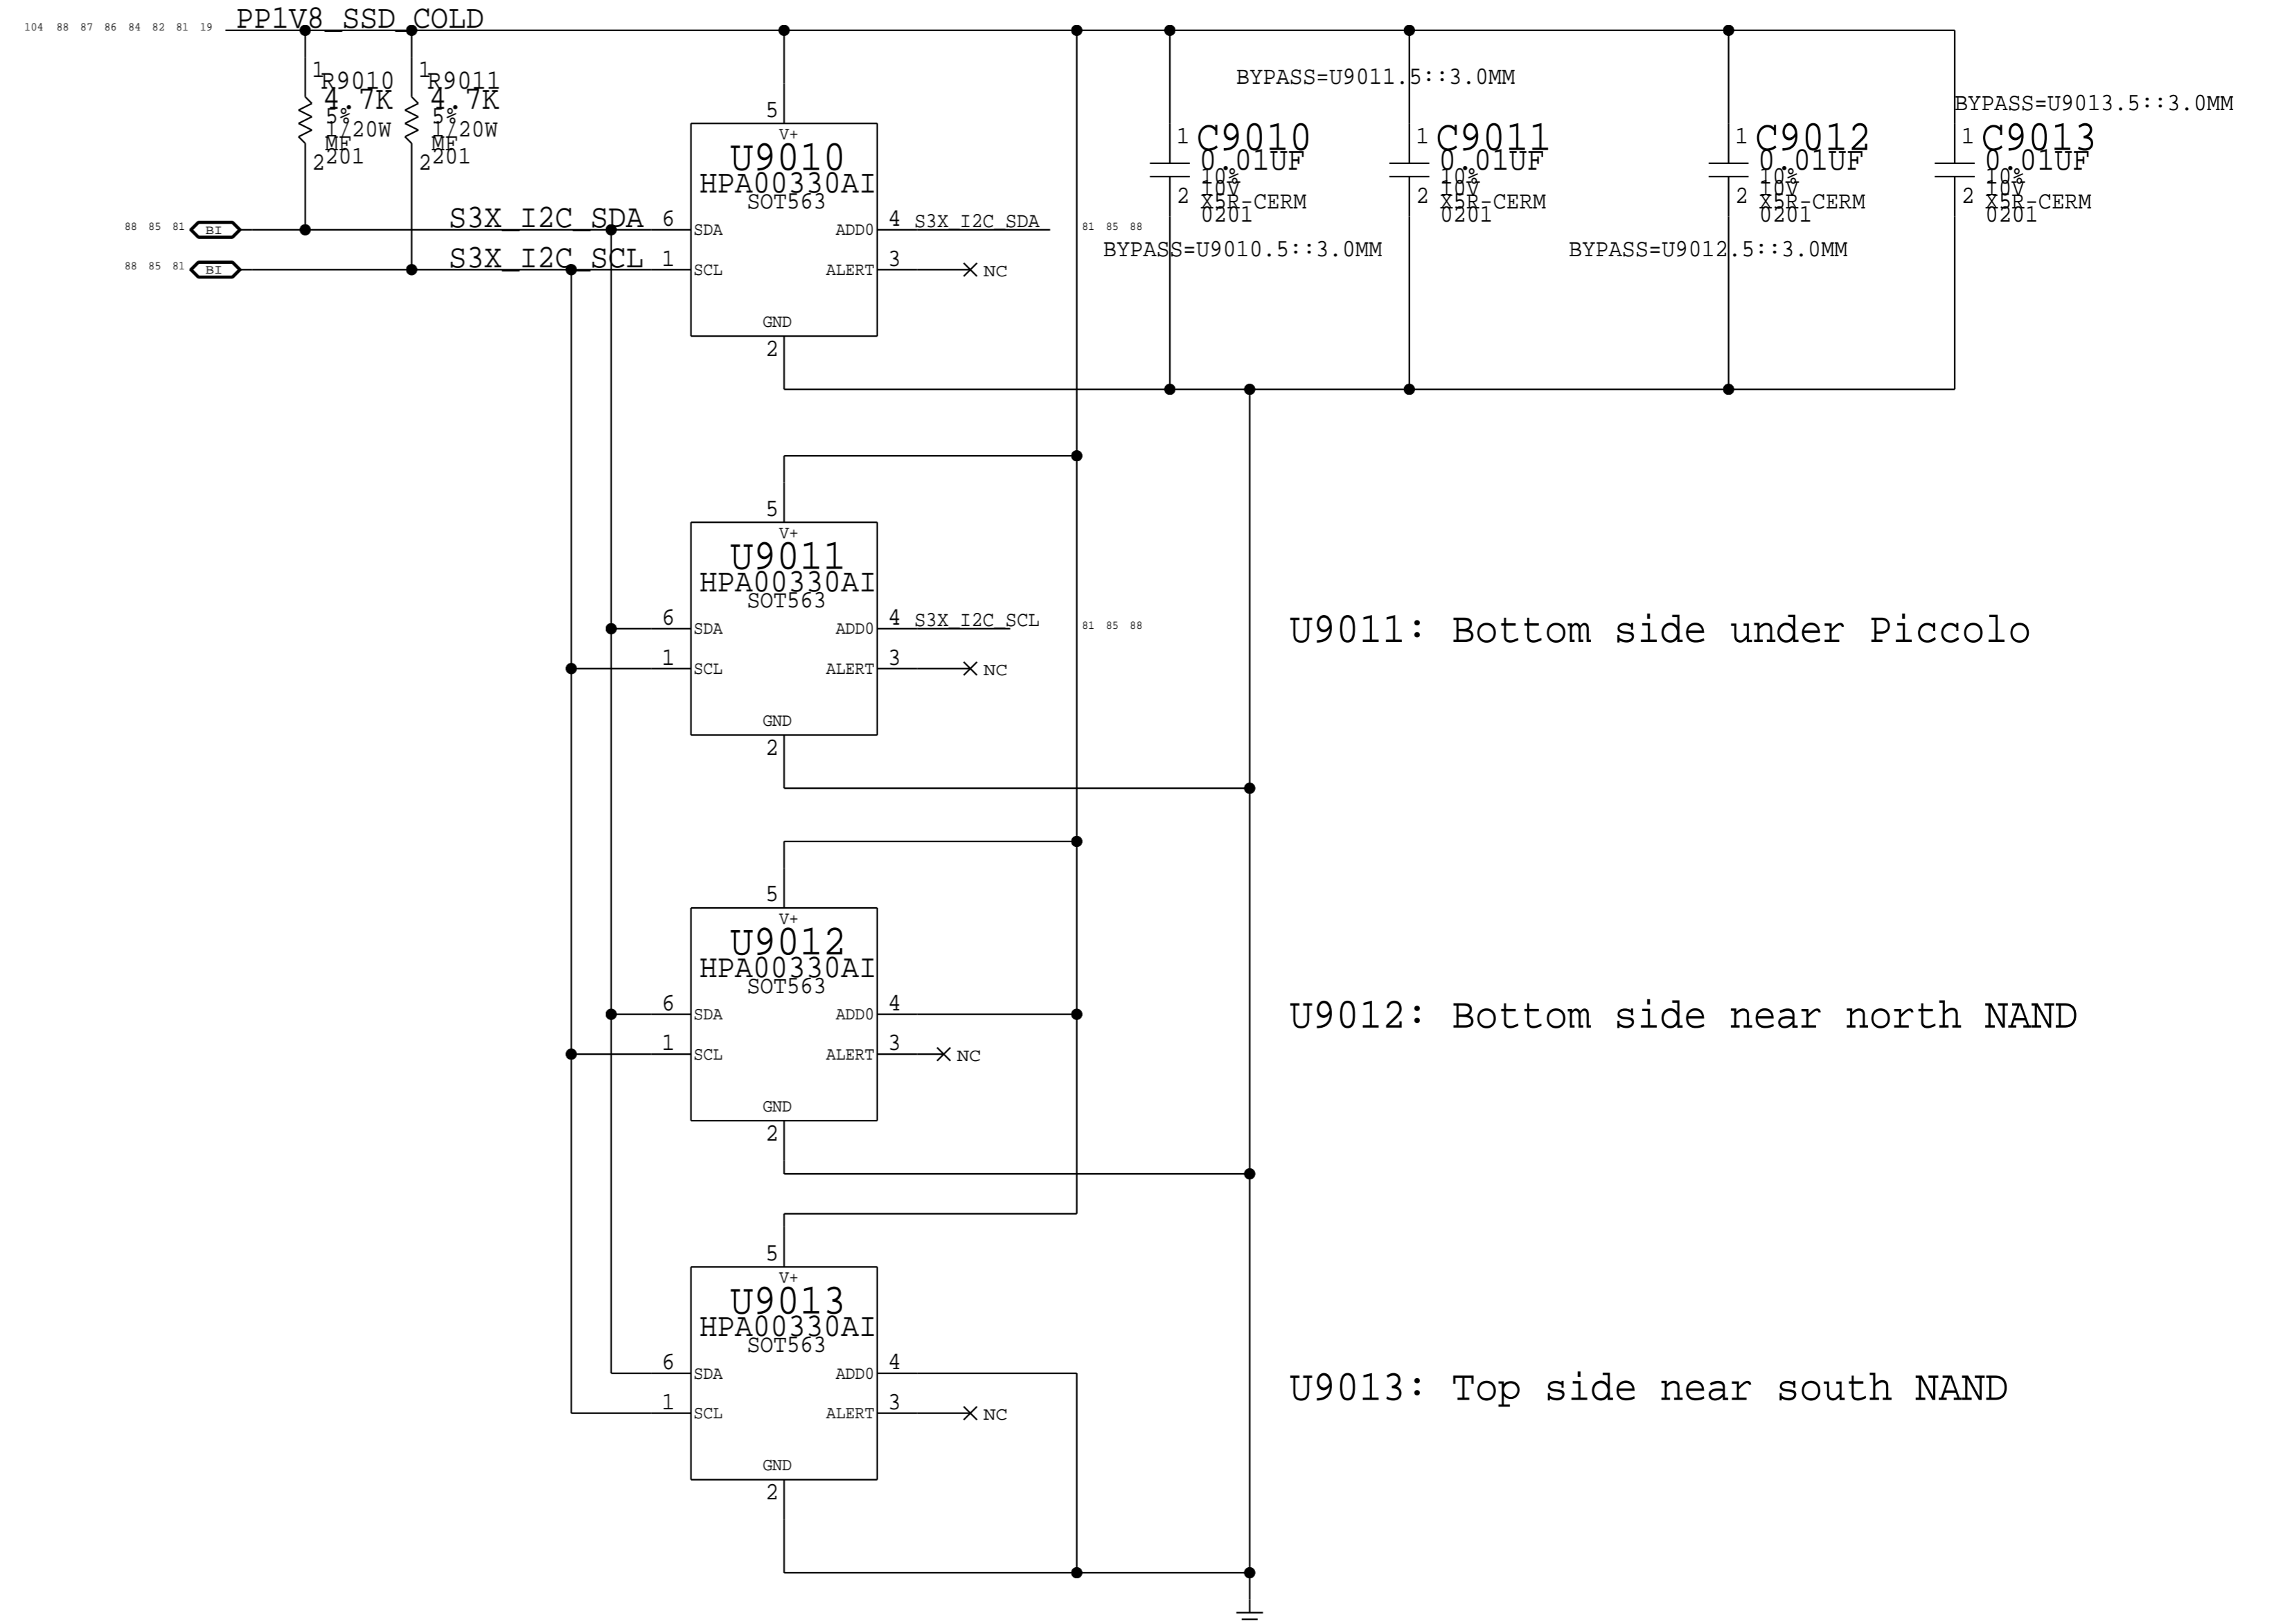 PP1V8_SSD_COLD
104 88 87 86 84 82 81 19
1
R9010
4.7K
5%
1/20W
MF
201
2
1
R9011
4.7K
5%
1/20W
MF
201
2
88 85 81 BI
S3X_I2C_SDA
88 85 81 BI
S3X_I2C_SCL
5
V+
U9010
HPA00330AI
SOT563
6 SDA
ADD0 4 S3X_I2C_SDA 81 85 88
1 SCL
ALERT 3 NC
GND
2
1 C9010
0.01UF
10%
10V
2 X5R-CERM
0201
BYPASS=U9010.5::3.0MM
BYPASS=U9011.5::3.0MM
1 C9011
0.01UF
10%
10V
2 X5R-CERM
0201
1 C9012
0.01UF
10%
10V
2 X5R-CERM
0201
BYPASS=U9012.5::3.0MM
BYPASS=U9013.5::3.0MM
1 C9013
0.01UF
10%
10V
2 X5R-CERM
0201
5
V+
U9011
HPA00330AI
SOT563
6 SDA
ADD0 4 S3X_I2C_SCL 81 85 88
1 SCL
ALERT 3 NC
GND
2
U9011: Bottom side under Piccolo
5
V+
U9012
HPA00330AI
SOT563
6 SDA
ADD0 4
1 SCL
ALERT 3 NC
GND
2
U9012: Bottom side near north NAND
5
V+
U9013
HPA00330AI
SOT563
6 SDA
ADD0 4
1 SCL
ALERT 3 NC
GND
2
U9013: Top side near south NAND